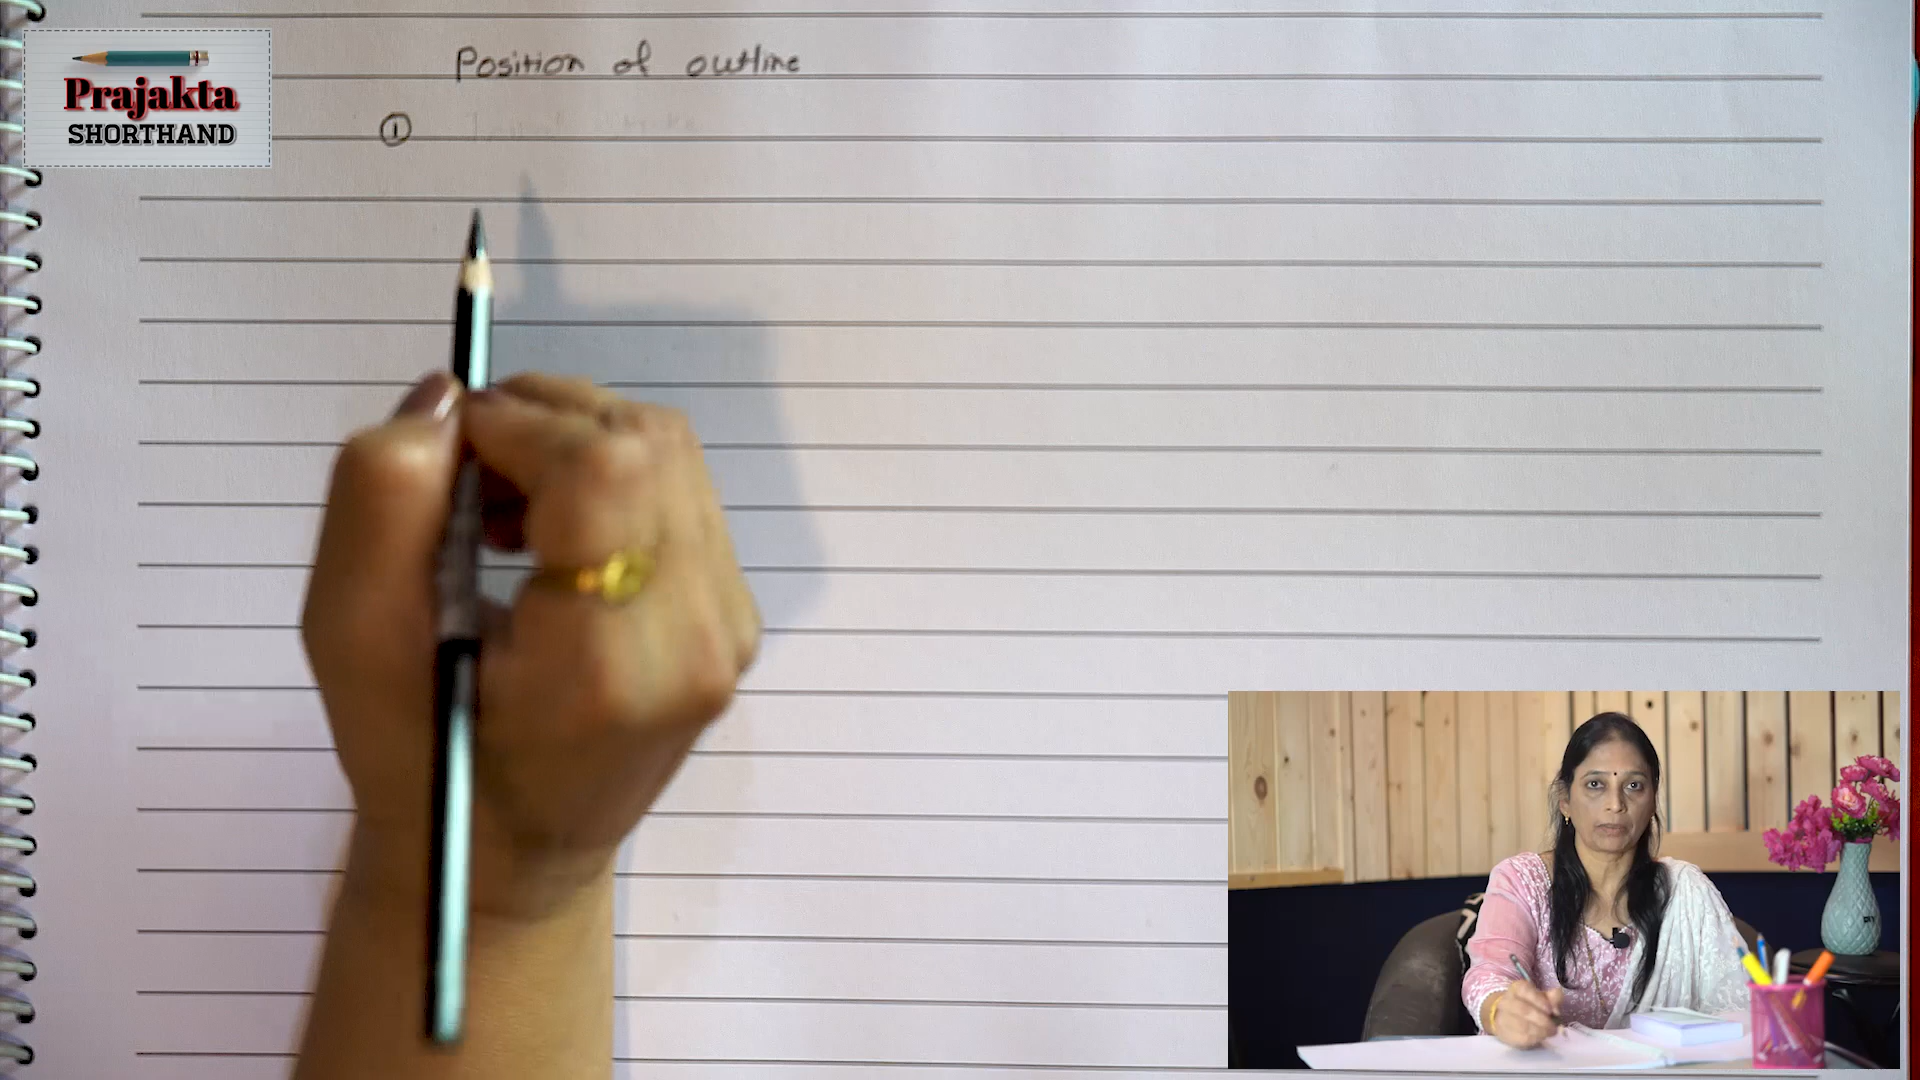 Prajakta
SHORTHAND
Position of outline
①